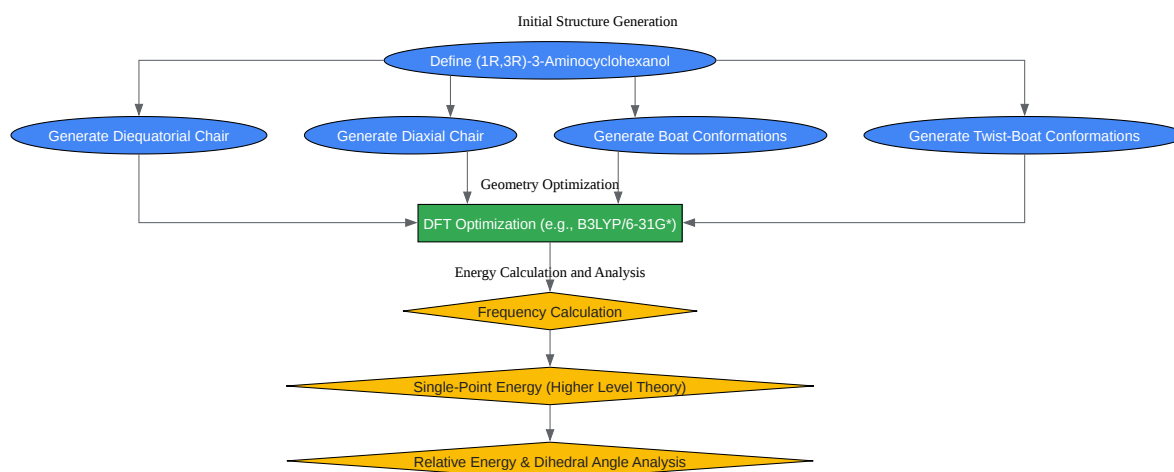 Initial Structure Generation
Define (1R,3R)-3-Aminocyclohexanol
Generate Diequatorial Chair
Generate Diaxial Chair
Generate Boat Conformations
Generate Twist-Boat Conformations
Geometry Optimization
DFT Optimization (e.g., B3LYP/6-31G*)
Energy Calculation and Analysis
Frequency Calculation
Single-Point Energy (Higher Level Theory)
Relative Energy & Dihedral Angle Analysis